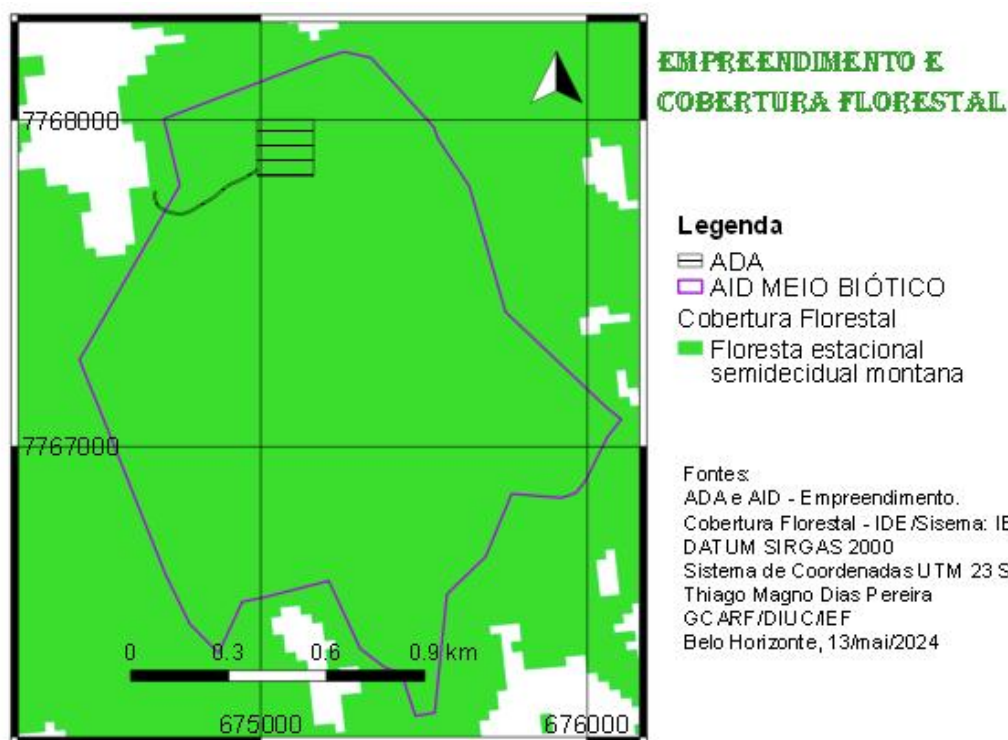 EMPREENDIMENTO E
COBERTURA FLORESTAL
7768000
7767000
0 0.3 0.6 0.9 km
675000 676000
Legenda
ADA
AID MEIO BIÓTICO
Cobertura Florestal
Floresta estacional
semidecidual montana
Fontes:
ADA e AID - Empreendimento.
Cobertura Florestal - IDE/Sisema:
DATUM SIRGAS 2000
Sistema de Coordenadas UTM 23 S
Thiago Magno Dias Pereira
GCARF/DIUC/IEF
Belo Horizonte, 13/mai/2024